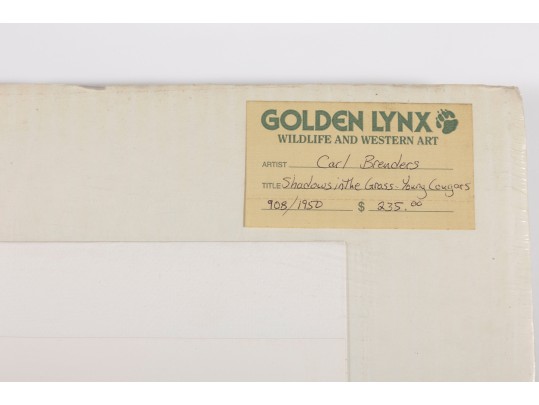 GOLDEN LYNX
WILDLIFE AND WESTERN ART
ARTIST Carl Brenders
TITLE Shadows in the Grass - Young Cougars
908/1950 $ 235.00